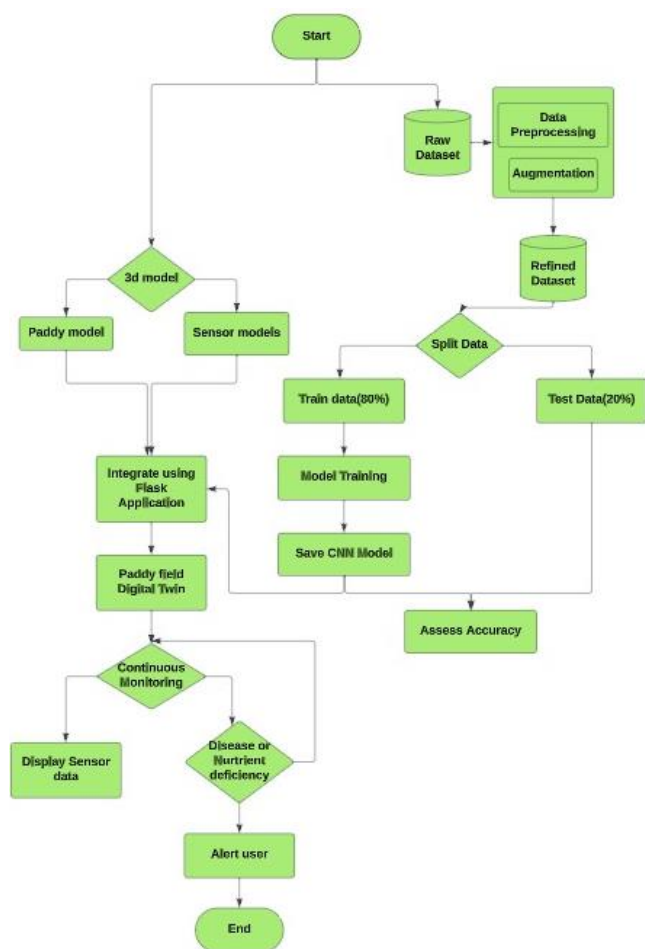 Start
Raw
Dataset
Data
Preprocessing
Augmentation
Refined
Dataset
3d model
Paddy model
Sensor models
Split Data
Train data(80%)
Test Data(20%)
Model Training
Save CNN Model
Assess Accuracy
Integrate using
Flask
Application
Paddy field
Digital Twin
Continuous
Monitoring
Display Sensor
data
Disease or
Nurtrient
deficiency
Alert user
End